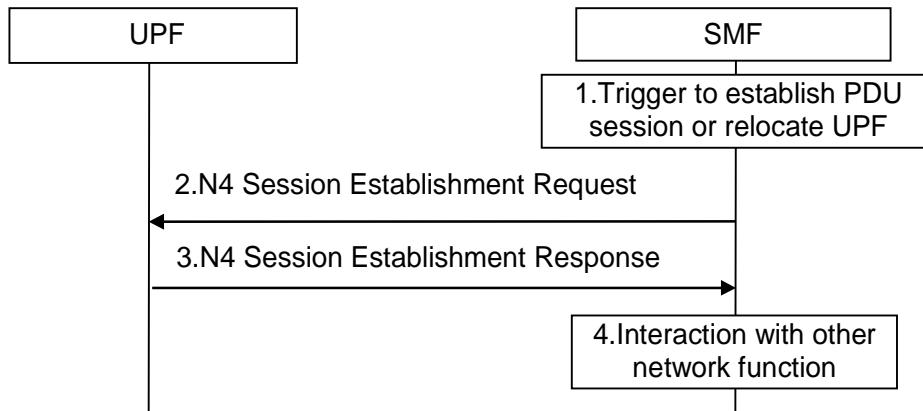 UPF
SMF
1.Trigger to establish PDU
session or relocate UPF
2.N4 Session Establishment Request
3.N4 Session Establishment Response
4.Interaction with other
network function